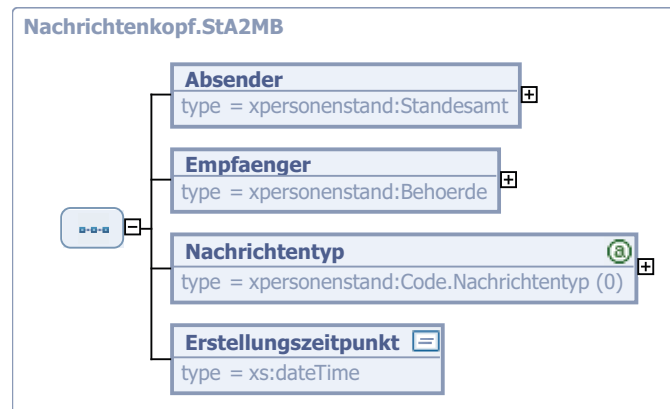 Nachrichtenkopf.StA2MB
Absender
type = xpersonenstand:Standesamt
Empfaenger
type = xpersonenstand:Behoerde
Nachrichtentyp a
type = xpersonenstand:Code.Nachrichtentyp (0)
Erstellungszeitpunkt
type = xs:dateTime